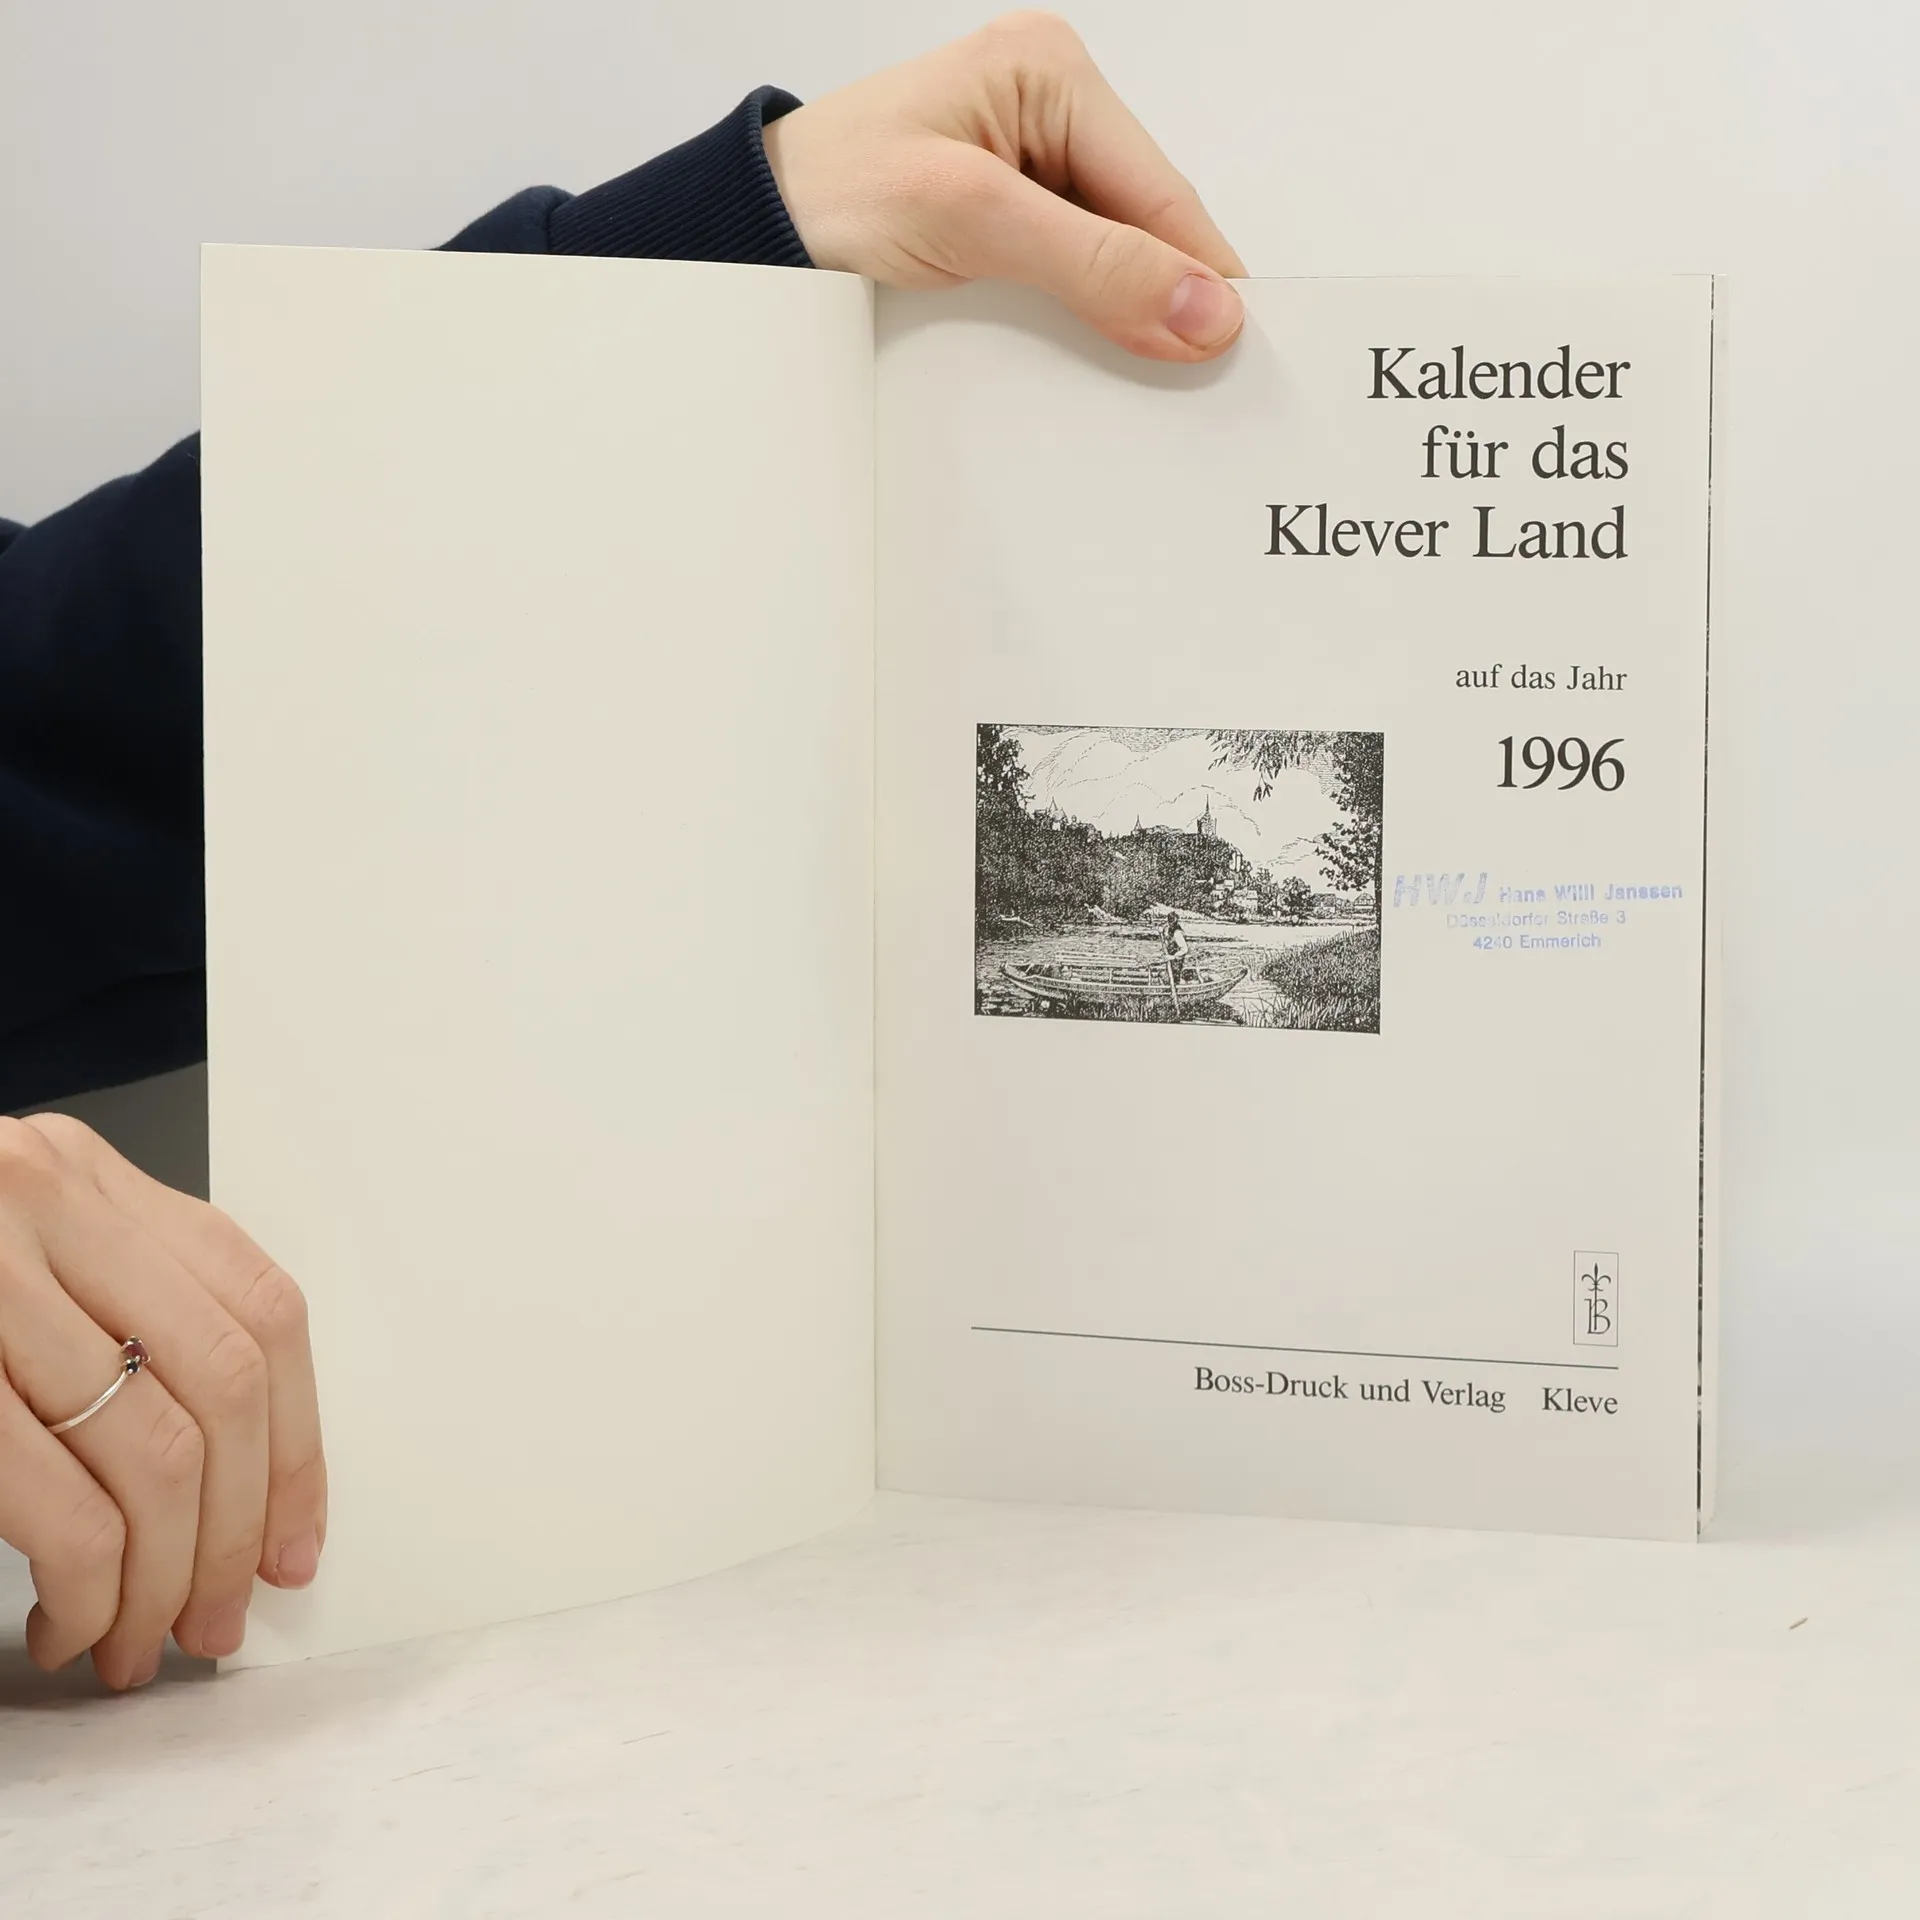 Kalender
für das
Klever Land
auf das Jahr
1996
HWJ Hans Willi Janssen
Düsseldorfer Straße 3
4240 Emmerich
B
Boss-Druck und Verlag Kleve